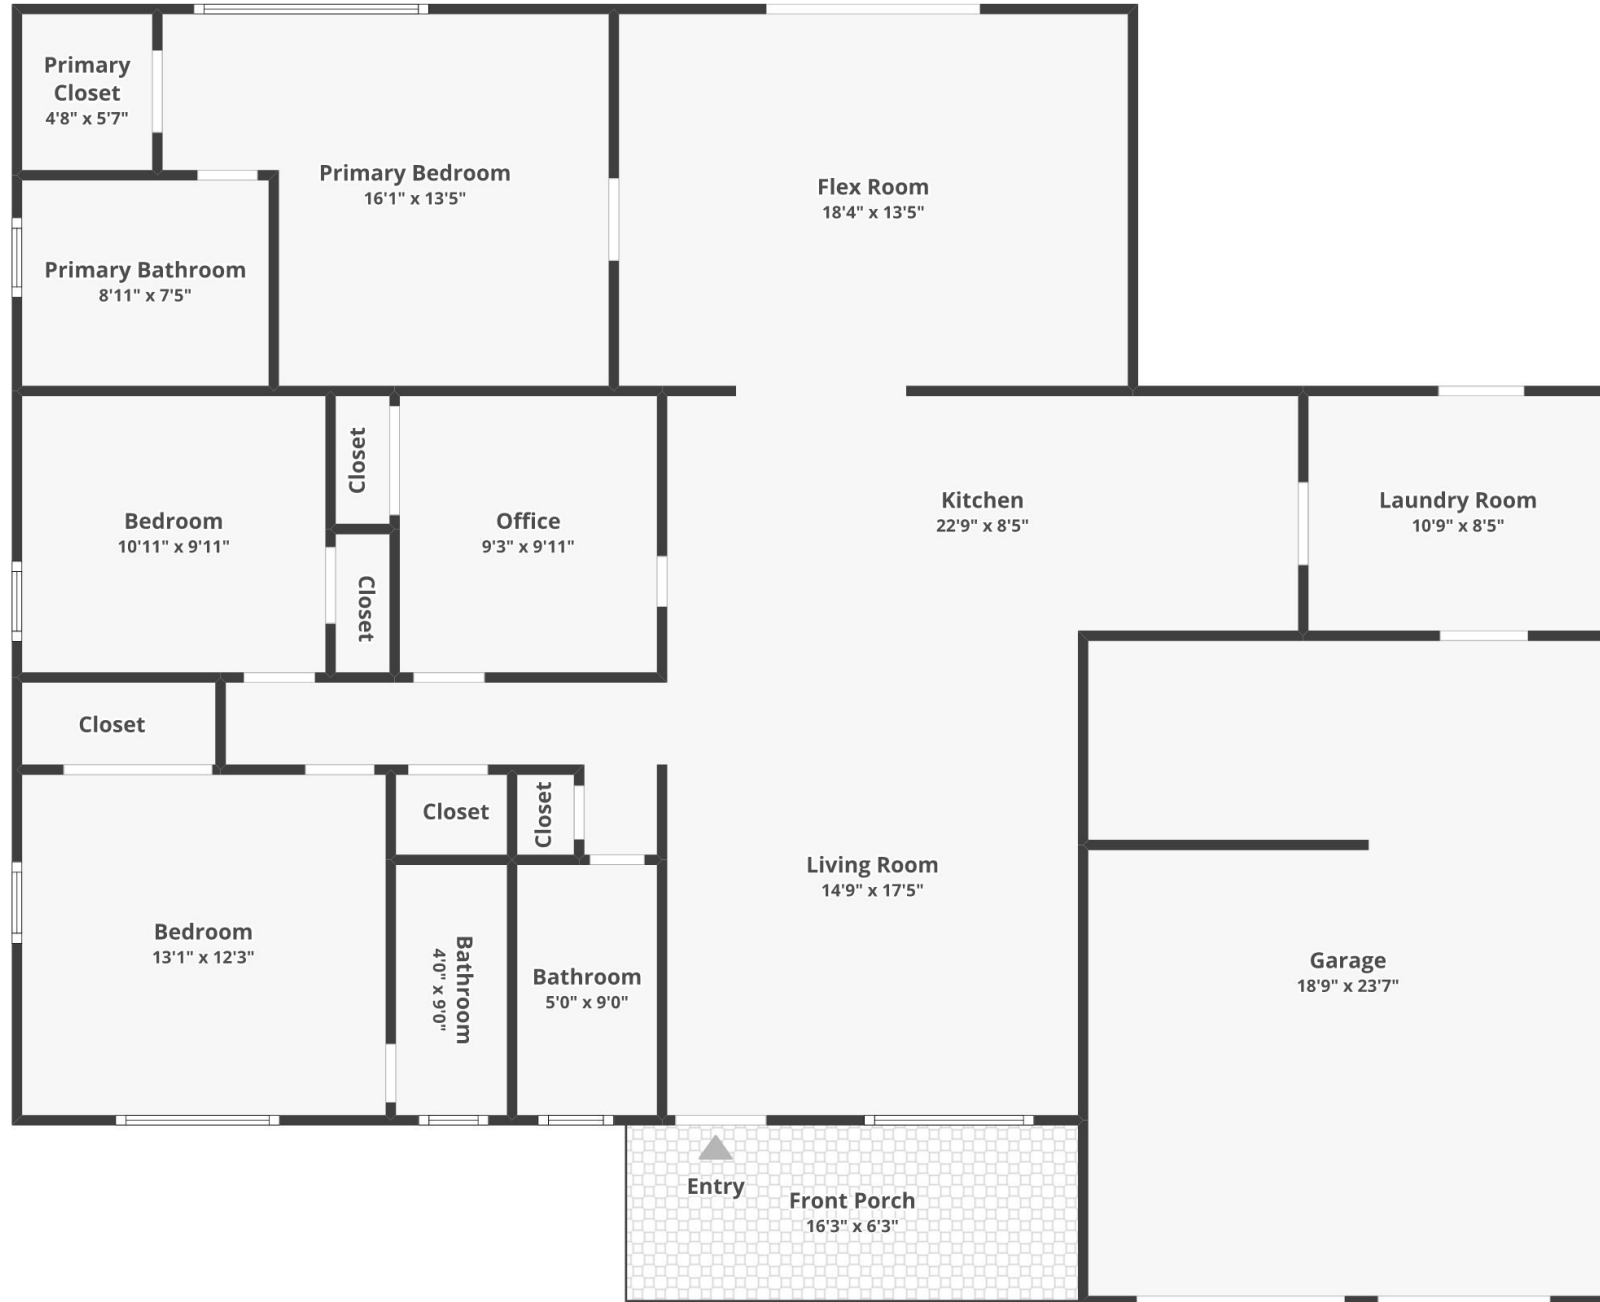 Primary
Closet
4'8" x 5'7"
Primary Bedroom
16'1" x 13'5"
Flex Room
18'4" x 13'5"
Primary Bathroom
8'11" x 7'5"
Bedroom
10'11" x 9'11"
Closet
Closet
Office
9'3" x 9'11"
Kitchen
22'9" x 8'5"
Laundry Room
10'9" x 8'5"
Closet
Closet
Closet
Living Room
14'9" x 17'5"
Bedroom
13'1" x 12'3"
Bathroom
4'0" x 9'0"
Bathroom
5'0" x 9'0"
Garage
18'9" x 23'7"
Entry
Front Porch
16'3" x 6'3"